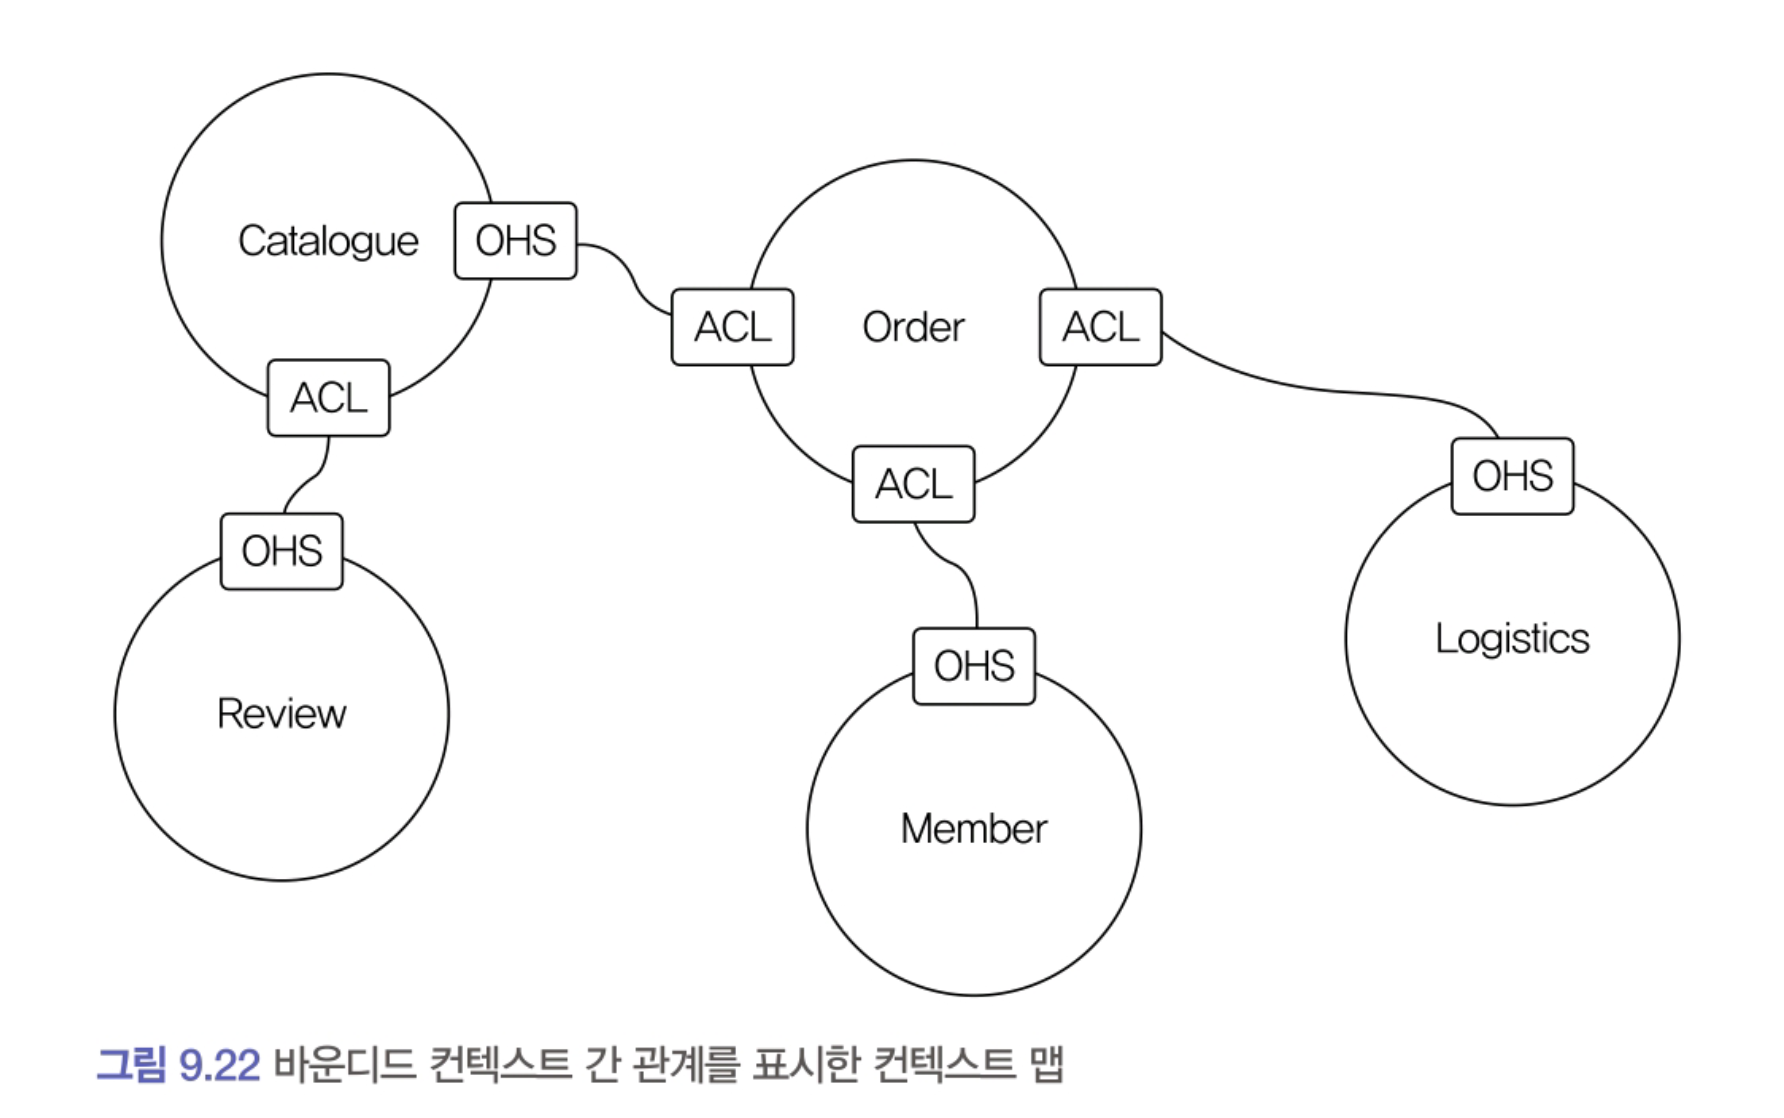 Catalogue
OHS
ACL
Order
ACL
ACL
ACL
OHS
OHS
OHS
Logistics
Review
Member
그림 9.22 바운디드 컨텍스트 간 관계를 표시한 컨텍스트 맵